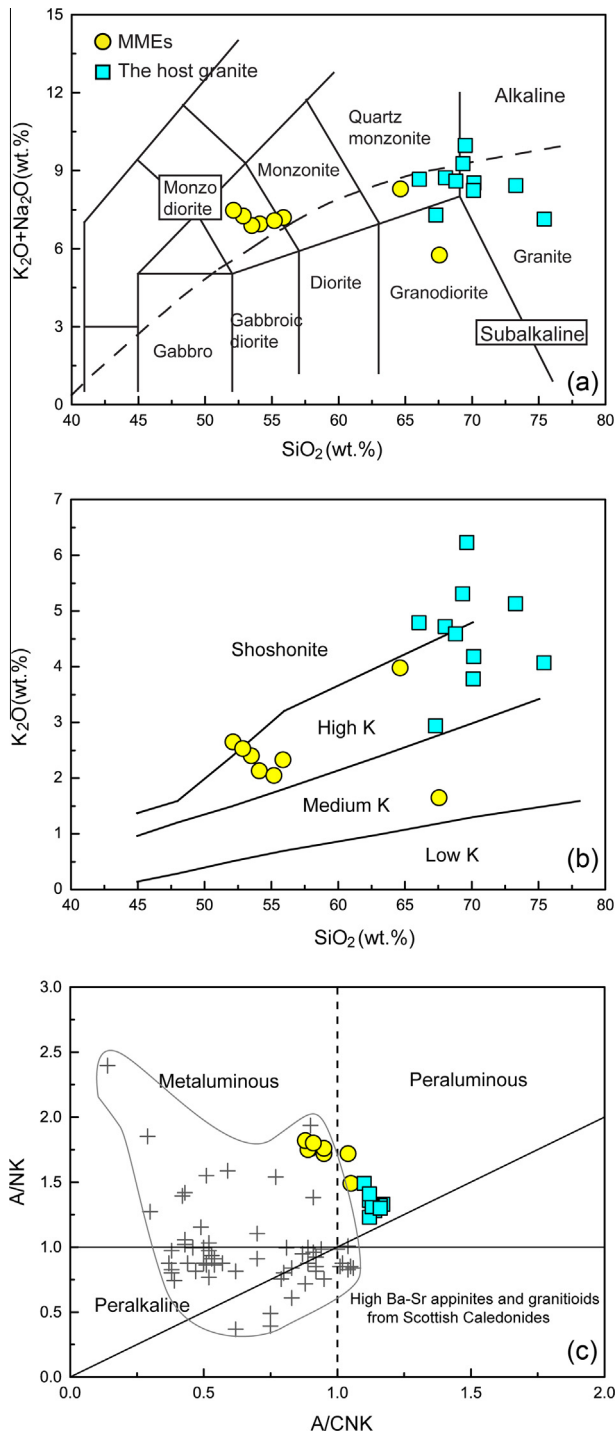 15
12
9
6
3
0
K2O+Na2O (wt.%)
MMEs
The host granite
Alkaline
Quartz
monzonite
Monzonite
Monzo
diorite
Granite
Diorite
Granodiorite
Gabbroic
diorite
Gabbro
Subalkaline
(a)
40 45 50 55 60 65 70 75 80
SiO2 (wt.%)
7
6
5
4
3
2
1
0
K2O (wt.%)
Shoshonite
High K
Medium K
Low K
(b)
40 45 50 55 60 65 70 75 80
SiO2 (wt.%)
3.0
2.5
2.0
1.5
1.0
0.5
0.0
A/NK
Metaluminous
Peraluminous
Peralkaline
High Ba-Sr appinites and granitioids
from Scottish Caledonides
(c)
0.0 0.5 1.0 1.5 2.0
A/CNK